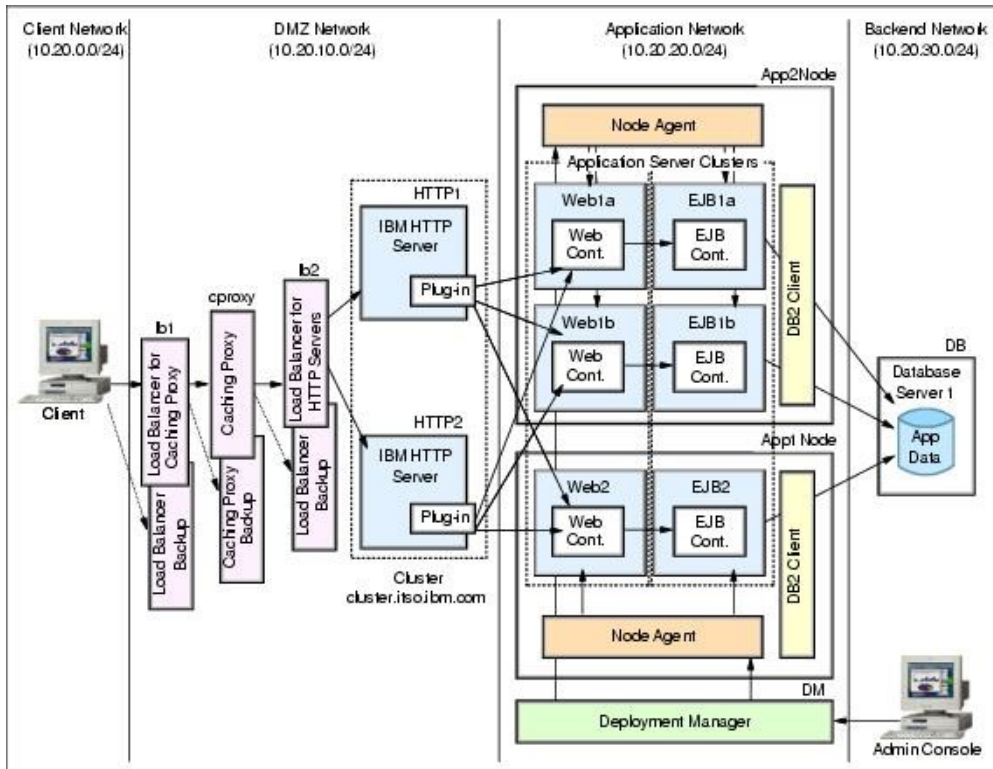 Client Network
(10.20.0.0/24)
DMZ Network
(10.20.10.0/24)
Application Network
(10.20.20.0/24)
Backend Network
(10.20.30.0/24)
App2Node
Node Agent
Application Server Clusters
HTTP1
IBM HTTP
Server
Plug-in
Web1a
Web
Cont.
EJB1a
EJB
Cont.
DB2 Client
Web1b
Web
Cont.
EJB1b
EJB
Cont.
lb2
Load Balancer for
HTTP Servers
Load Balancer
Backup
cproxy
Caching Proxy
Caching Proxy
Backup
lb1
Load Balancer for
Caching Proxy
Load Balancer
Backup
Client
DB
Database
Server 1
App
Data
HTTP2
IBM HTTP
Server
Plug-in
Cluster
cluster.itso.ibm.com
App1 Node
Web2
Web
Cont.
EJB2
EJB
Cont.
DB2 Client
Node Agent
DM
Deployment Manager
Admin Console